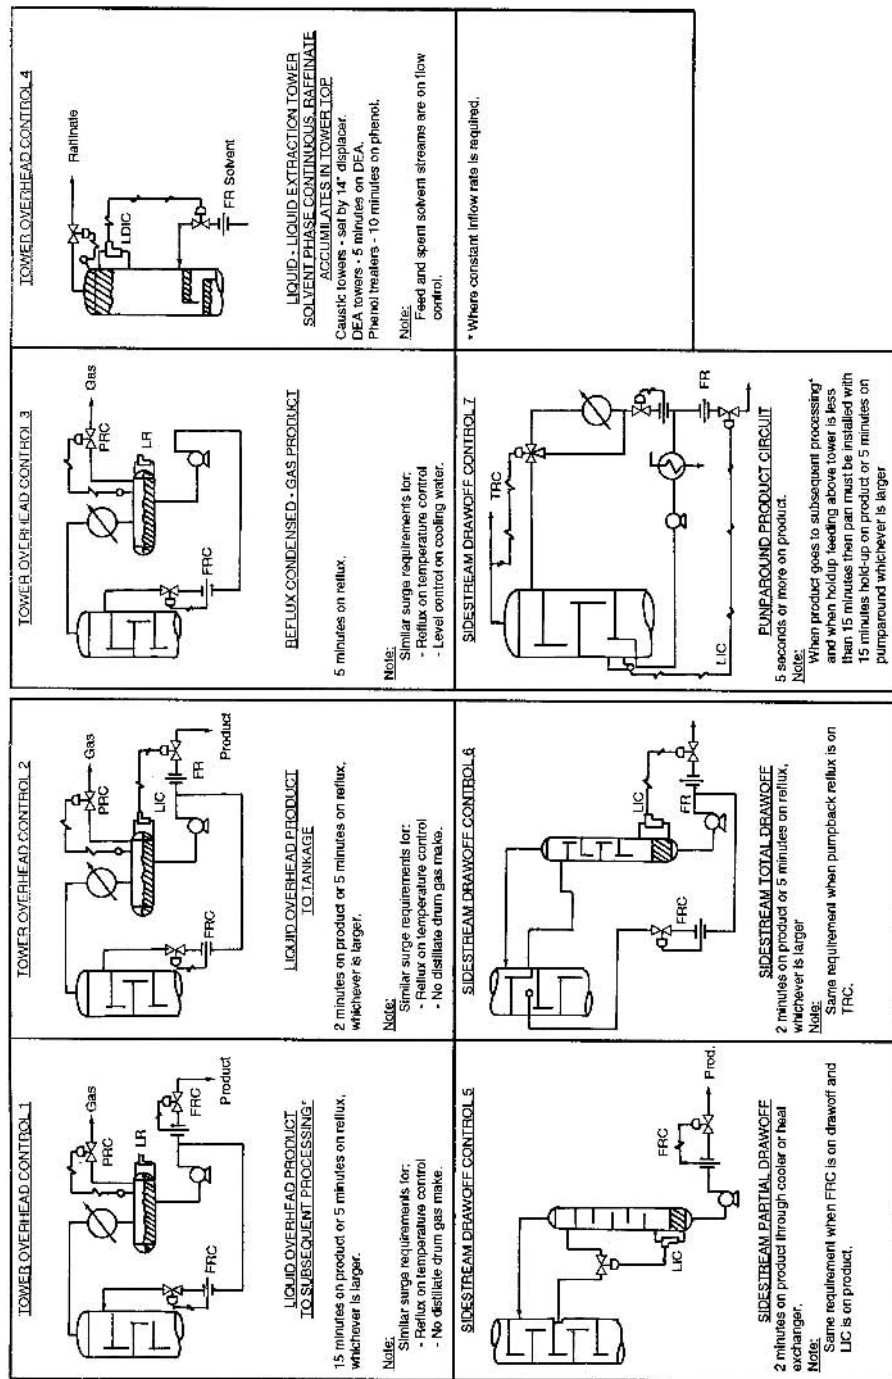 TOWER OVERHEAD CONTROL 1
Gas
PRC
LR
FRC
FRC
Product
LIQUID OVERHEAD PRODUCT
TO SUBSEQUENT PROCESSING*
15 minutes on product or 5 minutes on reflux,
whichever is larger.
Note:
Similar surge requirements for:
- Reflux on temperature control
- No distillate drum gas make.
TOWER OVERHEAD CONTROL 2
Gas
PRC
LIC
FR
FRC
Product
LIQUID OVERHEAD PRODUCT
TO TANKAGE
2 minutes on product or 5 minutes on reflux,
whichever is larger.
Note:
Similar surge requirements for:
- Reflux on temperature control
- No distillate drum gas make.
TOWER OVERHEAD CONTROL 3
Gas
PRC
LR
FRC
REFLUX CONDENSED - GAS PRODUCT
5 minutes on reflux.
Note:
Similar surge requirements for:
- Reflux on temperature control
- Level control on cooling water.
TOWER OVERHEAD CONTROL 4
Raffinate
LDIC
FR Solvent
LIQUID - LIQUID EXTRACTION TOWER
SOLVENT PHASE CONTINUOUS, RAFFINATE
ACCUMILATES IN TOWER TOP
Caustic towers - set by 14" displacer.
DEA towers - 5 minutes on DEA.
Phenol treaters - 10 minutes on phenol.
Note:
Feed and spent solvent streams are on flow
control.
SIDESTREAM DRAWOFF CONTROL 5
FRC
Prod.
LIC
SIDESTREAM PARTIAL DRAWOFF
2 minutes on product through cooler or heat
exchanger.
Note:
Same requirement when FRC is on drawoff and
LIC is on product.
SIDESTREAM DRAWOFF CONTROL 6
LIC
FR
FRC
SIDESTREAM TOTAL DRAWOFF
2 minutes on product or 5 minutes on reflux,
whichever is larger
Note:
Same requirement when pumpback reflux is on
TRC.
SIDESTREAM DRAWOFF CONTROL 7
TRC
FR
LIC
PUNPAROUND PRODUCT CIRCUIT
5 seconds or more on product.
Note:
When product goes to subsequent processing*
and when holdup feeding above tower is less
than 15 minutes then pan must be installed with
15 minutes hold-up on product or 5 minutes on
pumparound whichever is larger
* Where constant inflow rate is required.